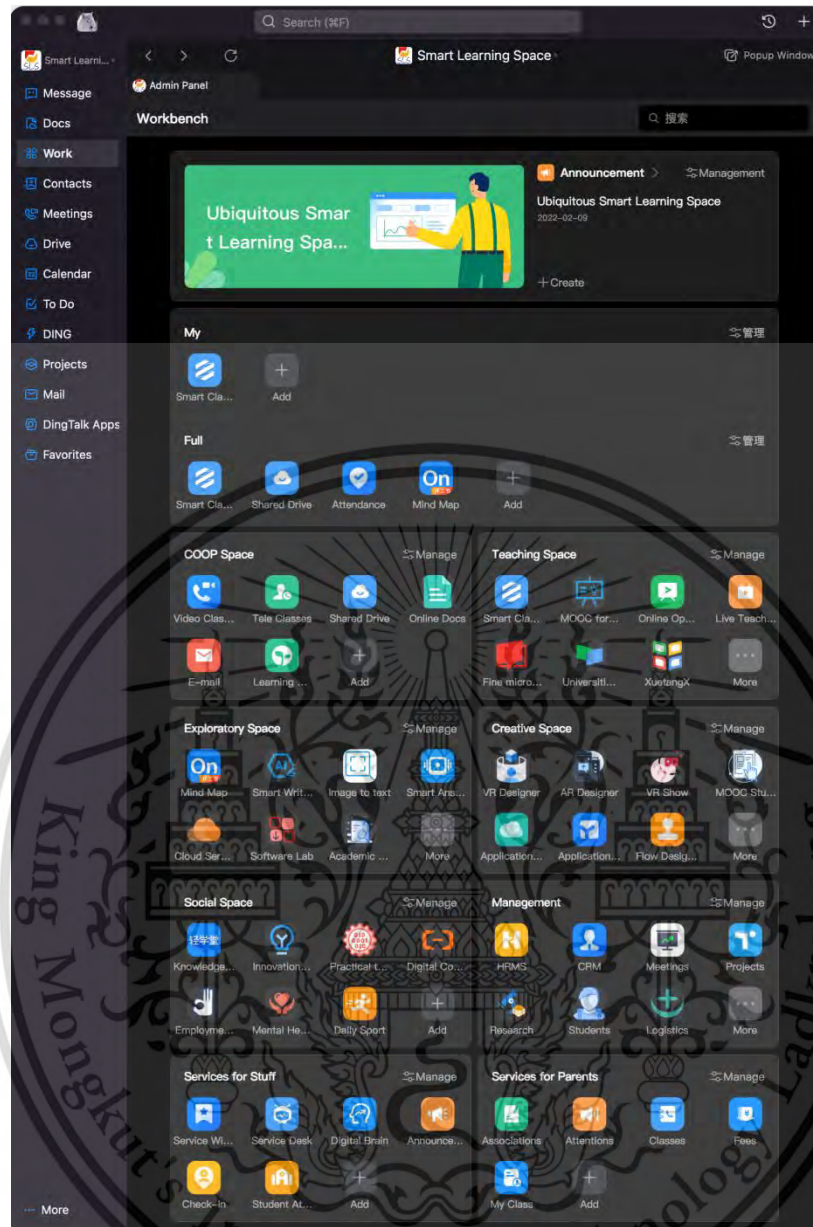 Search (⌘F)
Smart Learni...
Smart Learning Space
Popup Window
Admin Panel
Message
Docs
Work
Contacts
Meetings
Drive
Calendar
To Do
DING
Projects
Mail
DingTalk Apps
Favorites
More
Workbench
搜索
Ubiquitous Smar
t Learning Spa...
Announcement
Management
Ubiquitous Smart Learning Space
2022-02-09
Create
My
管理
Smart Cla...
Add
Full
管理
Smart Cla...
Shared Drive
Attendance
On
Mind Map
Add
COOP Space
Manage
Video Clas...
Tele Classes
Shared Drive
Online Docs
E-mail
Learning ...
Add
Teaching Space
Manage
Smart Cla...
MOOC for...
Online Op...
Live Teach...
Fine micro...
Universiti...
XuetangX
More
Exploratory Space
Manage
On
Mind Map
Smart Writ...
Image to text
Smart Ans...
Cloud Ser...
Software Lab
Academic ...
More
Creative Space
Manage
VR Designer
AR Designer
VR Show
MOOC Stu...
Application...
Application...
Flow Desig...
More
Social Space
Manage
轻学堂
Knowledge...
Innovation...
Practical t...
Digital Co...
Employme...
Mental He...
Daily Sport
Add
Management
Manage
HRMS
CRM
Meetings
Projects
Research
Students
Logistics
More
Services for Stuff
Manage
Service Wi...
Service Desk
Digital Brain
Announce...
Check-in
Student At...
Add
Services for Parents
Manage
Associations
Attentions
Classes
Fees
My Class
Add
King Mongkut's